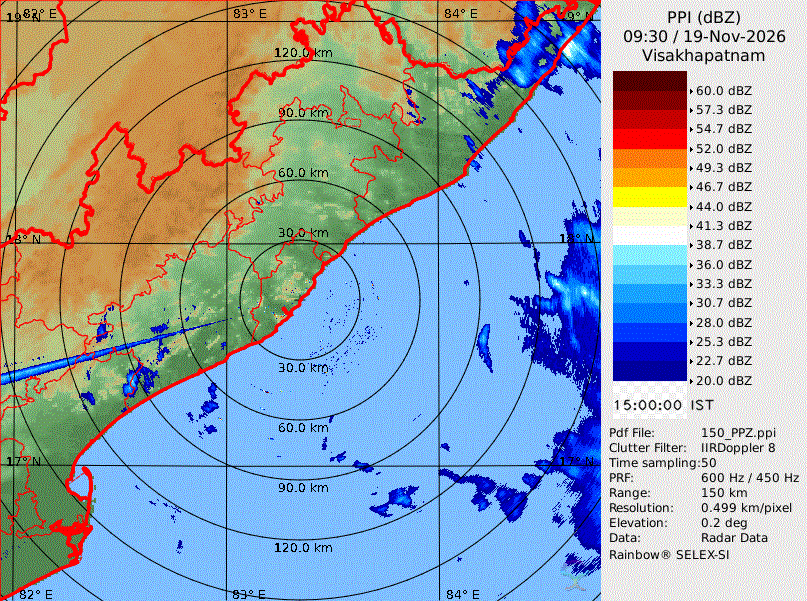 PPI (dBZ)
09:30 / 19-Nov-2026
Visakhapatnam
60.0 dBZ
57.3 dBZ
54.7 dBZ
52.0 dBZ
49.3 dBZ
46.7 dBZ
44.0 dBZ
41.3 dBZ
38.7 dBZ
36.0 dBZ
33.3 dBZ
30.7 dBZ
28.0 dBZ
25.3 dBZ
22.7 dBZ
20.0 dBZ
15:00:00 IST
Pdf File: 150_PPZ.ppi
Clutter Filter: IIRDoppler 8
Time sampling:50
PRF: 600 Hz / 450 Hz
Range: 150 km
Resolution: 0.499 km/pixel
Elevation: 0.2 deg
Data: Radar Data
Rainbow® SELEX-SI
82° E
83° E
84° E
120.0 km
90.0 km
60.0 km
30.0 km
30.0 km
60.0 km
90.0 km
120.0 km
17° N
82° E
83° E
84° E